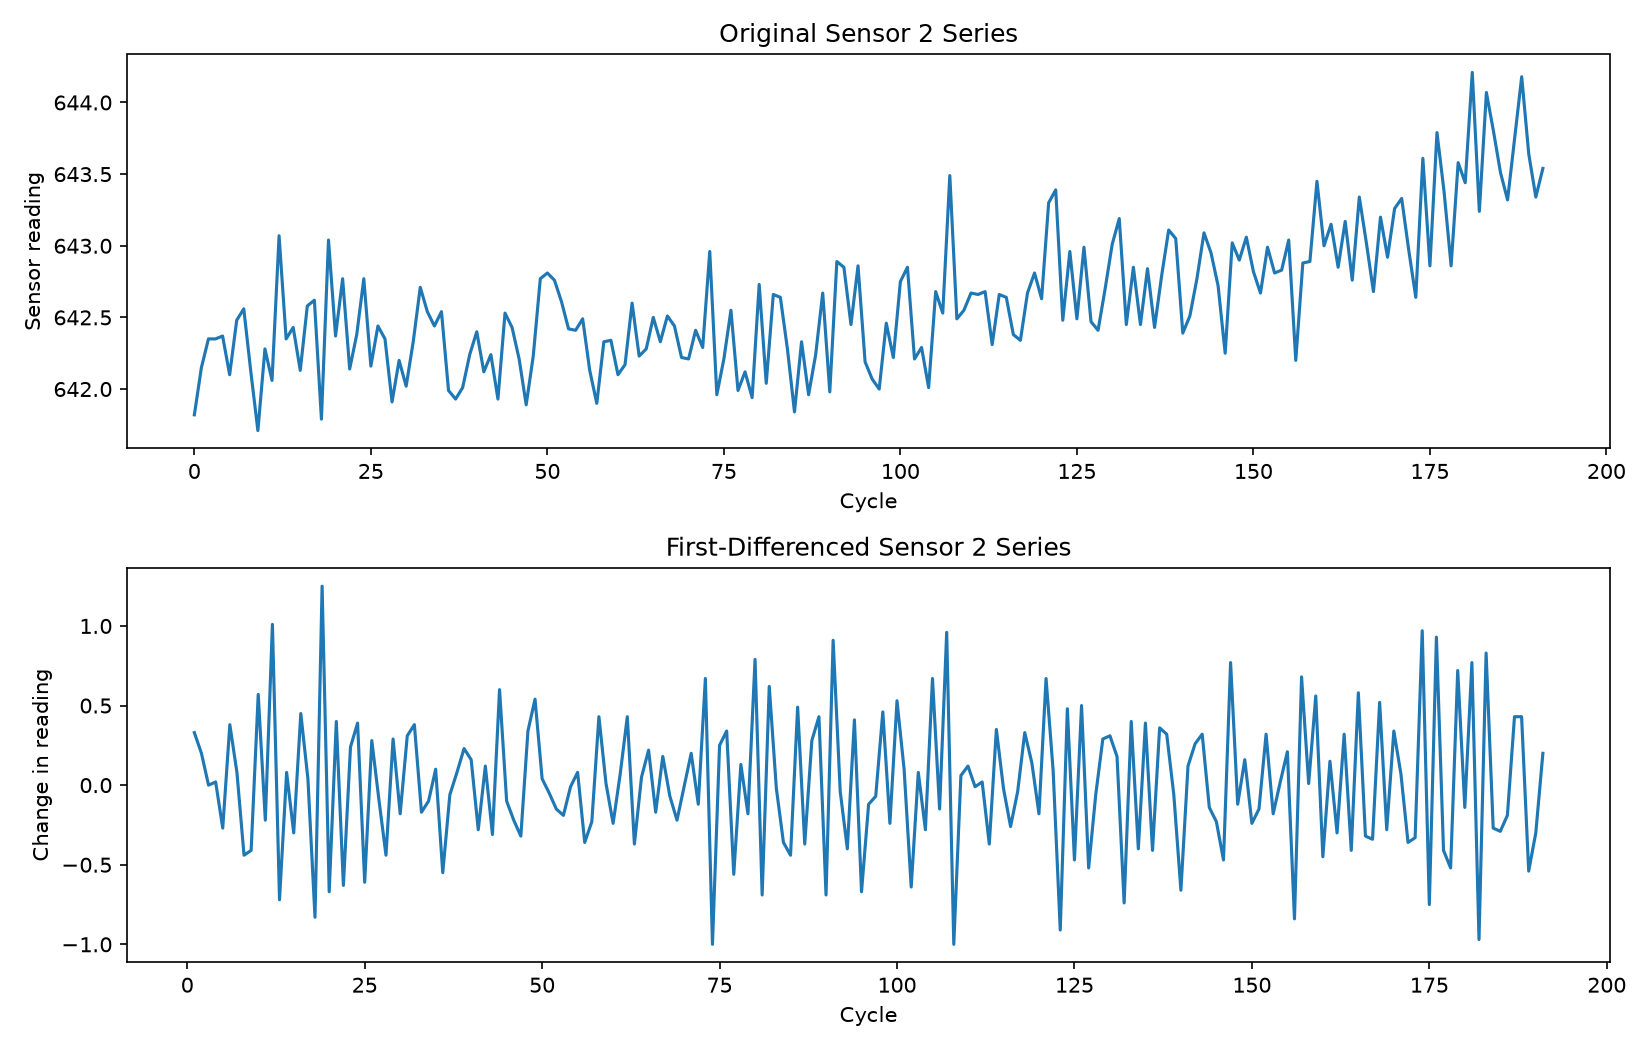 Original Sensor 2 Series
Sensor reading
644.0
643.5
643.0
642.5
642.0
0 25 50 75 100 125 150 175 200
Cycle
First-Differenced Sensor 2 Series
Change in reading
1.0
0.5
0.0
−0.5
−1.0
0 25 50 75 100 125 150 175 200
Cycle